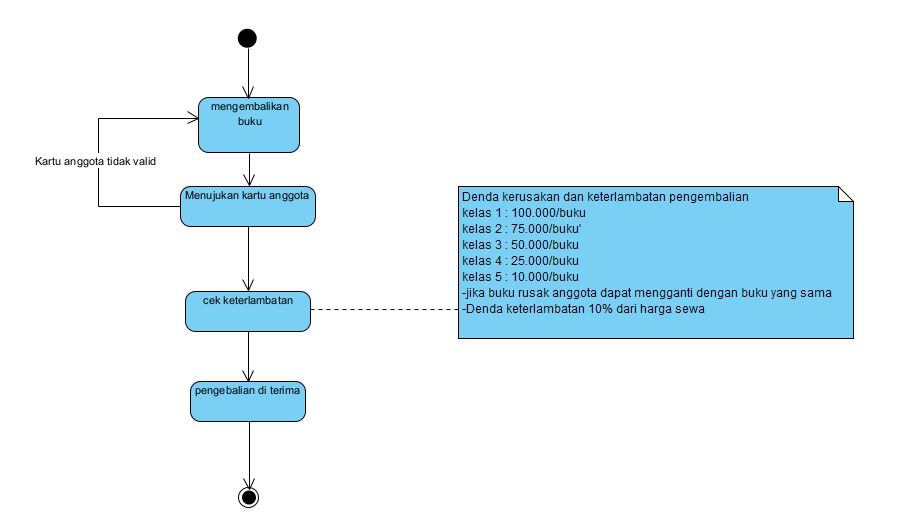 mengembalikan
buku
Kartu anggota tidak valid
Menujukan kartu anggota
Denda kerusakan dan keterlambatan pengembalian
kelas 1 : 100.000/buku
kelas 2 : 75.000/buku'
kelas 3 : 50.000/buku
kelas 4 : 25.000/buku
kelas 5 : 10.000/buku
-jika buku rusak anggota dapat mengganti dengan buku yang sama
-Denda keterlambatan 10% dari harga sewa
cek keterlambatan
pengebalian di terima